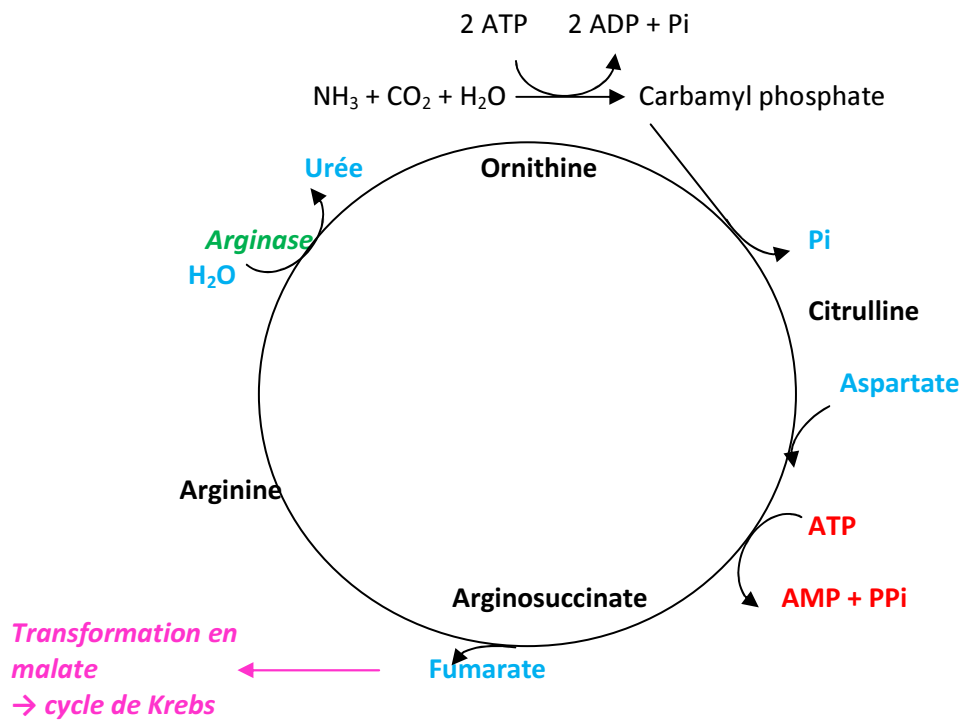 2 ATP 2 ADP + Pi
NH₃ + CO₂ + H₂O Carbamyl phosphate
Urée
Ornithine
Arginase
Pi
H₂O
Citrulline
Aspartate
Arginine
ATP
Arginosuccinate
AMP + PPi
Transformation en
malate
→ cycle de Krebs
Fumarate